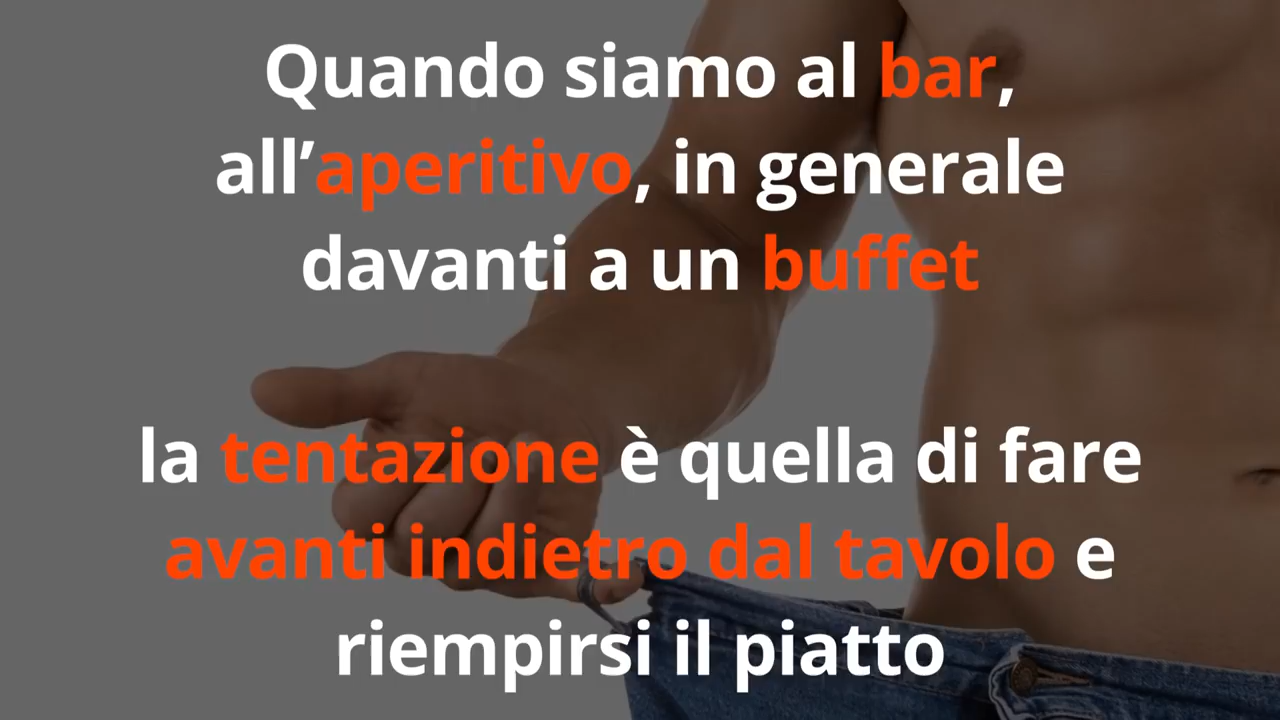 Quando siamo al bar,
all’aperitivo, in generale
davanti a un buffet
la tentazione è quella di fare
avanti indietro dal tavolo e
riempirsi il piatto